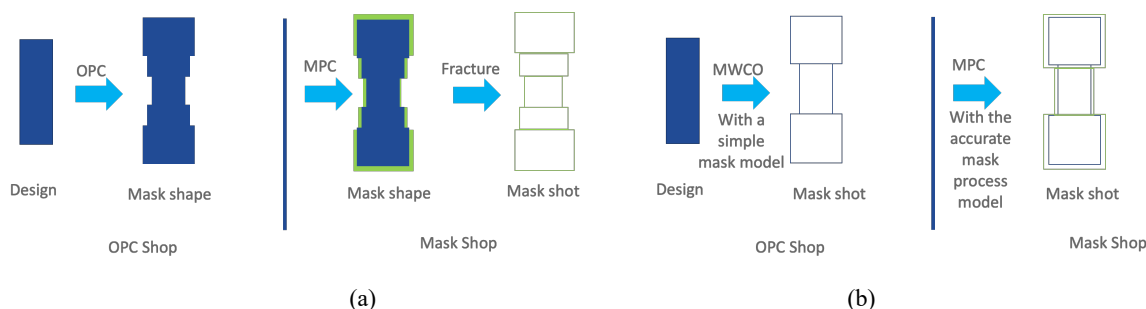 OPC
Design
Mask shape
OPC Shop
MPC
Fracture
Mask shape
Mask shot
Mask Shop
(a)
MWCO
With a
simple
mask model
Design
Mask shot
OPC Shop
MPC
With the
accurate
mask
process
model
Mask shot
Mask Shop
(b)